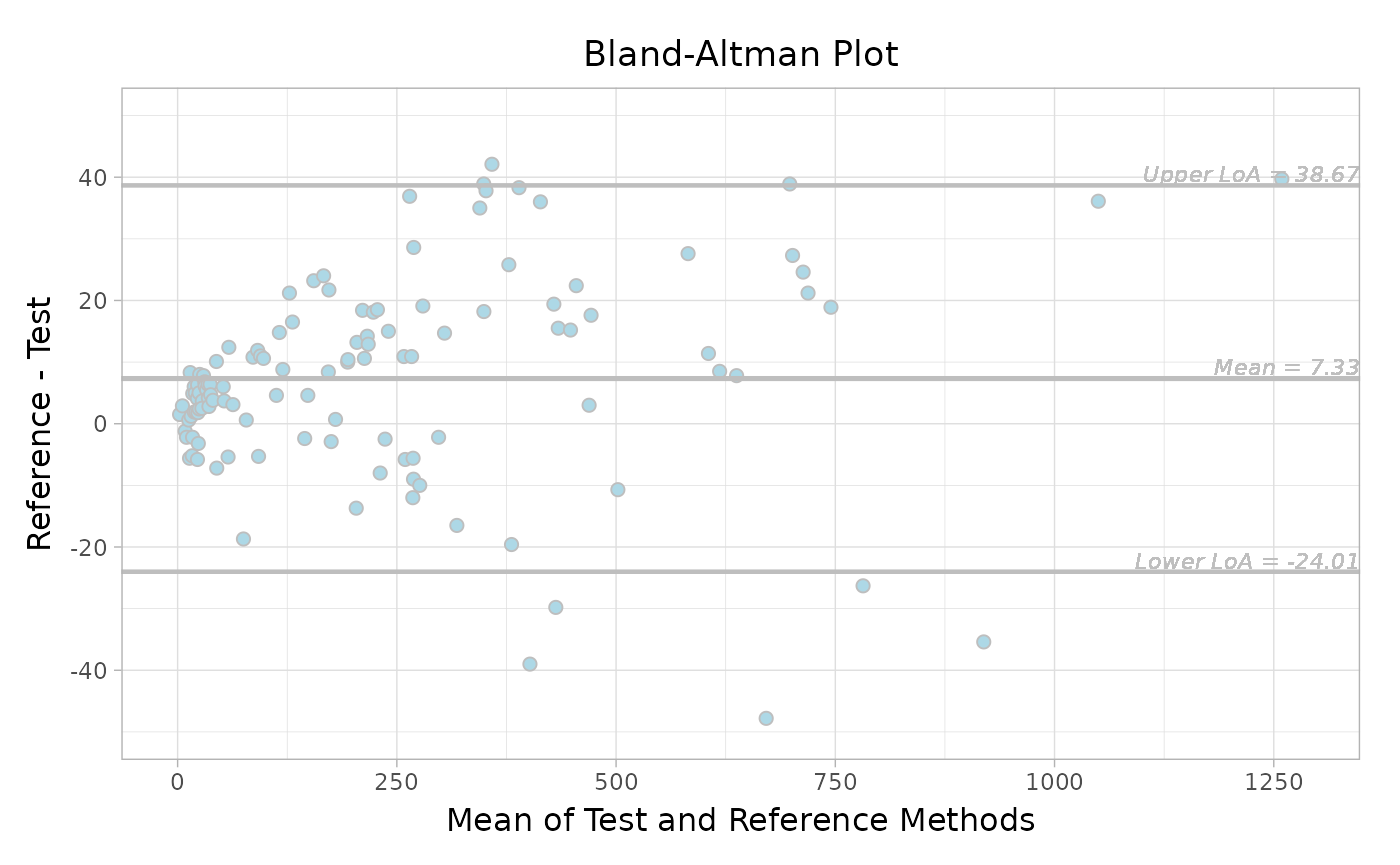 Bland-Altman Plot
Reference - Test
40
20
0
-20
-40
Upper LoA = 38.67
Mean = 7.33
Lower LoA = -24.01
0 250 500 750 1000 1250
Mean of Test and Reference Methods